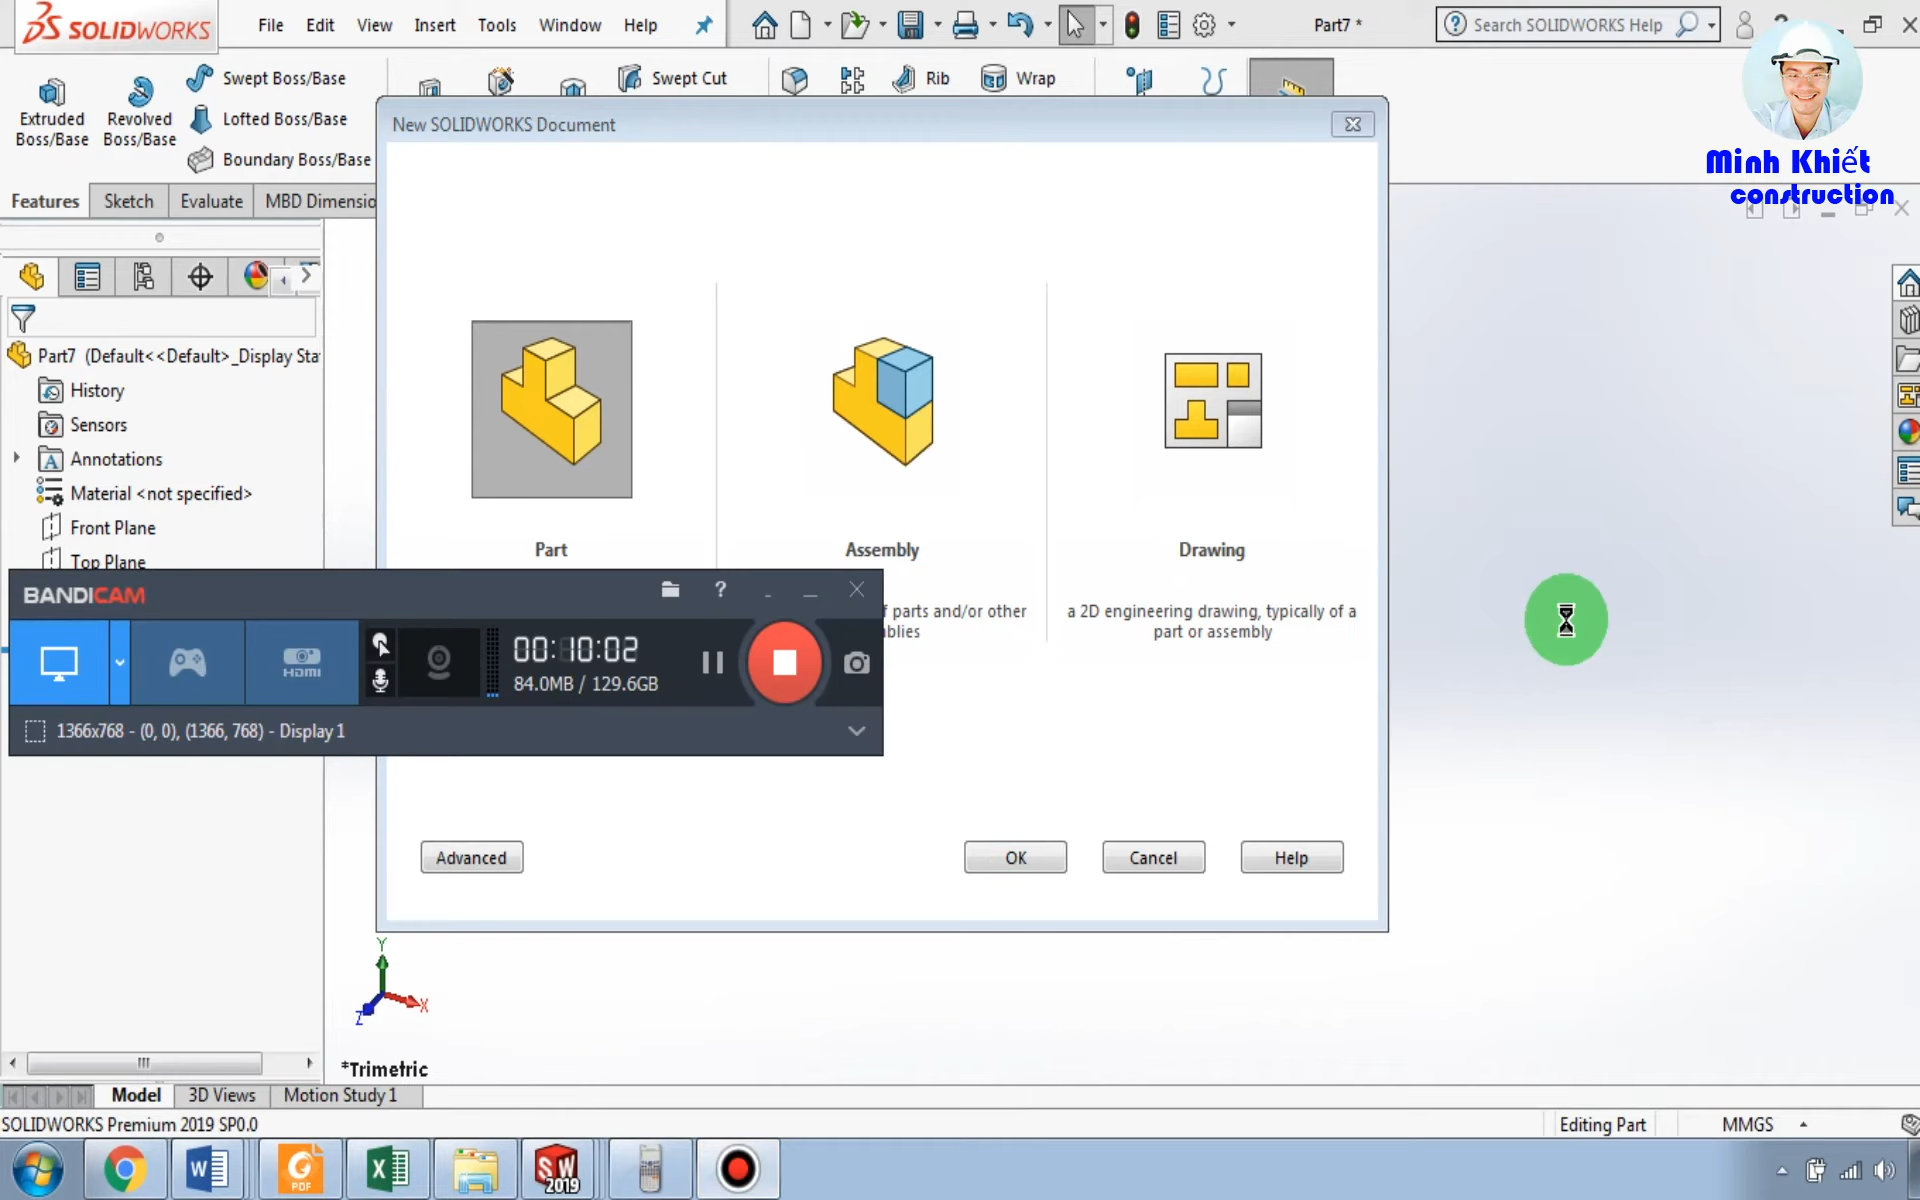 SOLIDWORKS
File Edit View Insert Tools Window Help
Part7 *
Search SOLIDWORKS Help
Extruded Boss/Base
Revolved Boss/Base
Swept Boss/Base
Lofted Boss/Base
Boundary Boss/Base
Swept Cut
Rib
Wrap
Minh Khiết
construction
Features Sketch Evaluate MBD Dimensio
New SOLIDWORKS Document
Part7 (Default<<Default>_Display Sta
History
Sensors
Annotations
Material <not specified>
Front Plane
Top Plane
Part
Assembly
Drawing
f parts and/or other
blies
a 2D engineering drawing, typically of a
part or assembly
BANDICAM
HDMI
00:10:02
84.0MB / 129.6GB
1366x768 - (0, 0), (1366, 768) - Display 1
Advanced
OK
Cancel
Help
Y
X
Z
*Trimetric
Model 3D Views Motion Study 1
SOLIDWORKS Premium 2019 SP0.0
Editing Part
MMGS
PDF
SW
2019